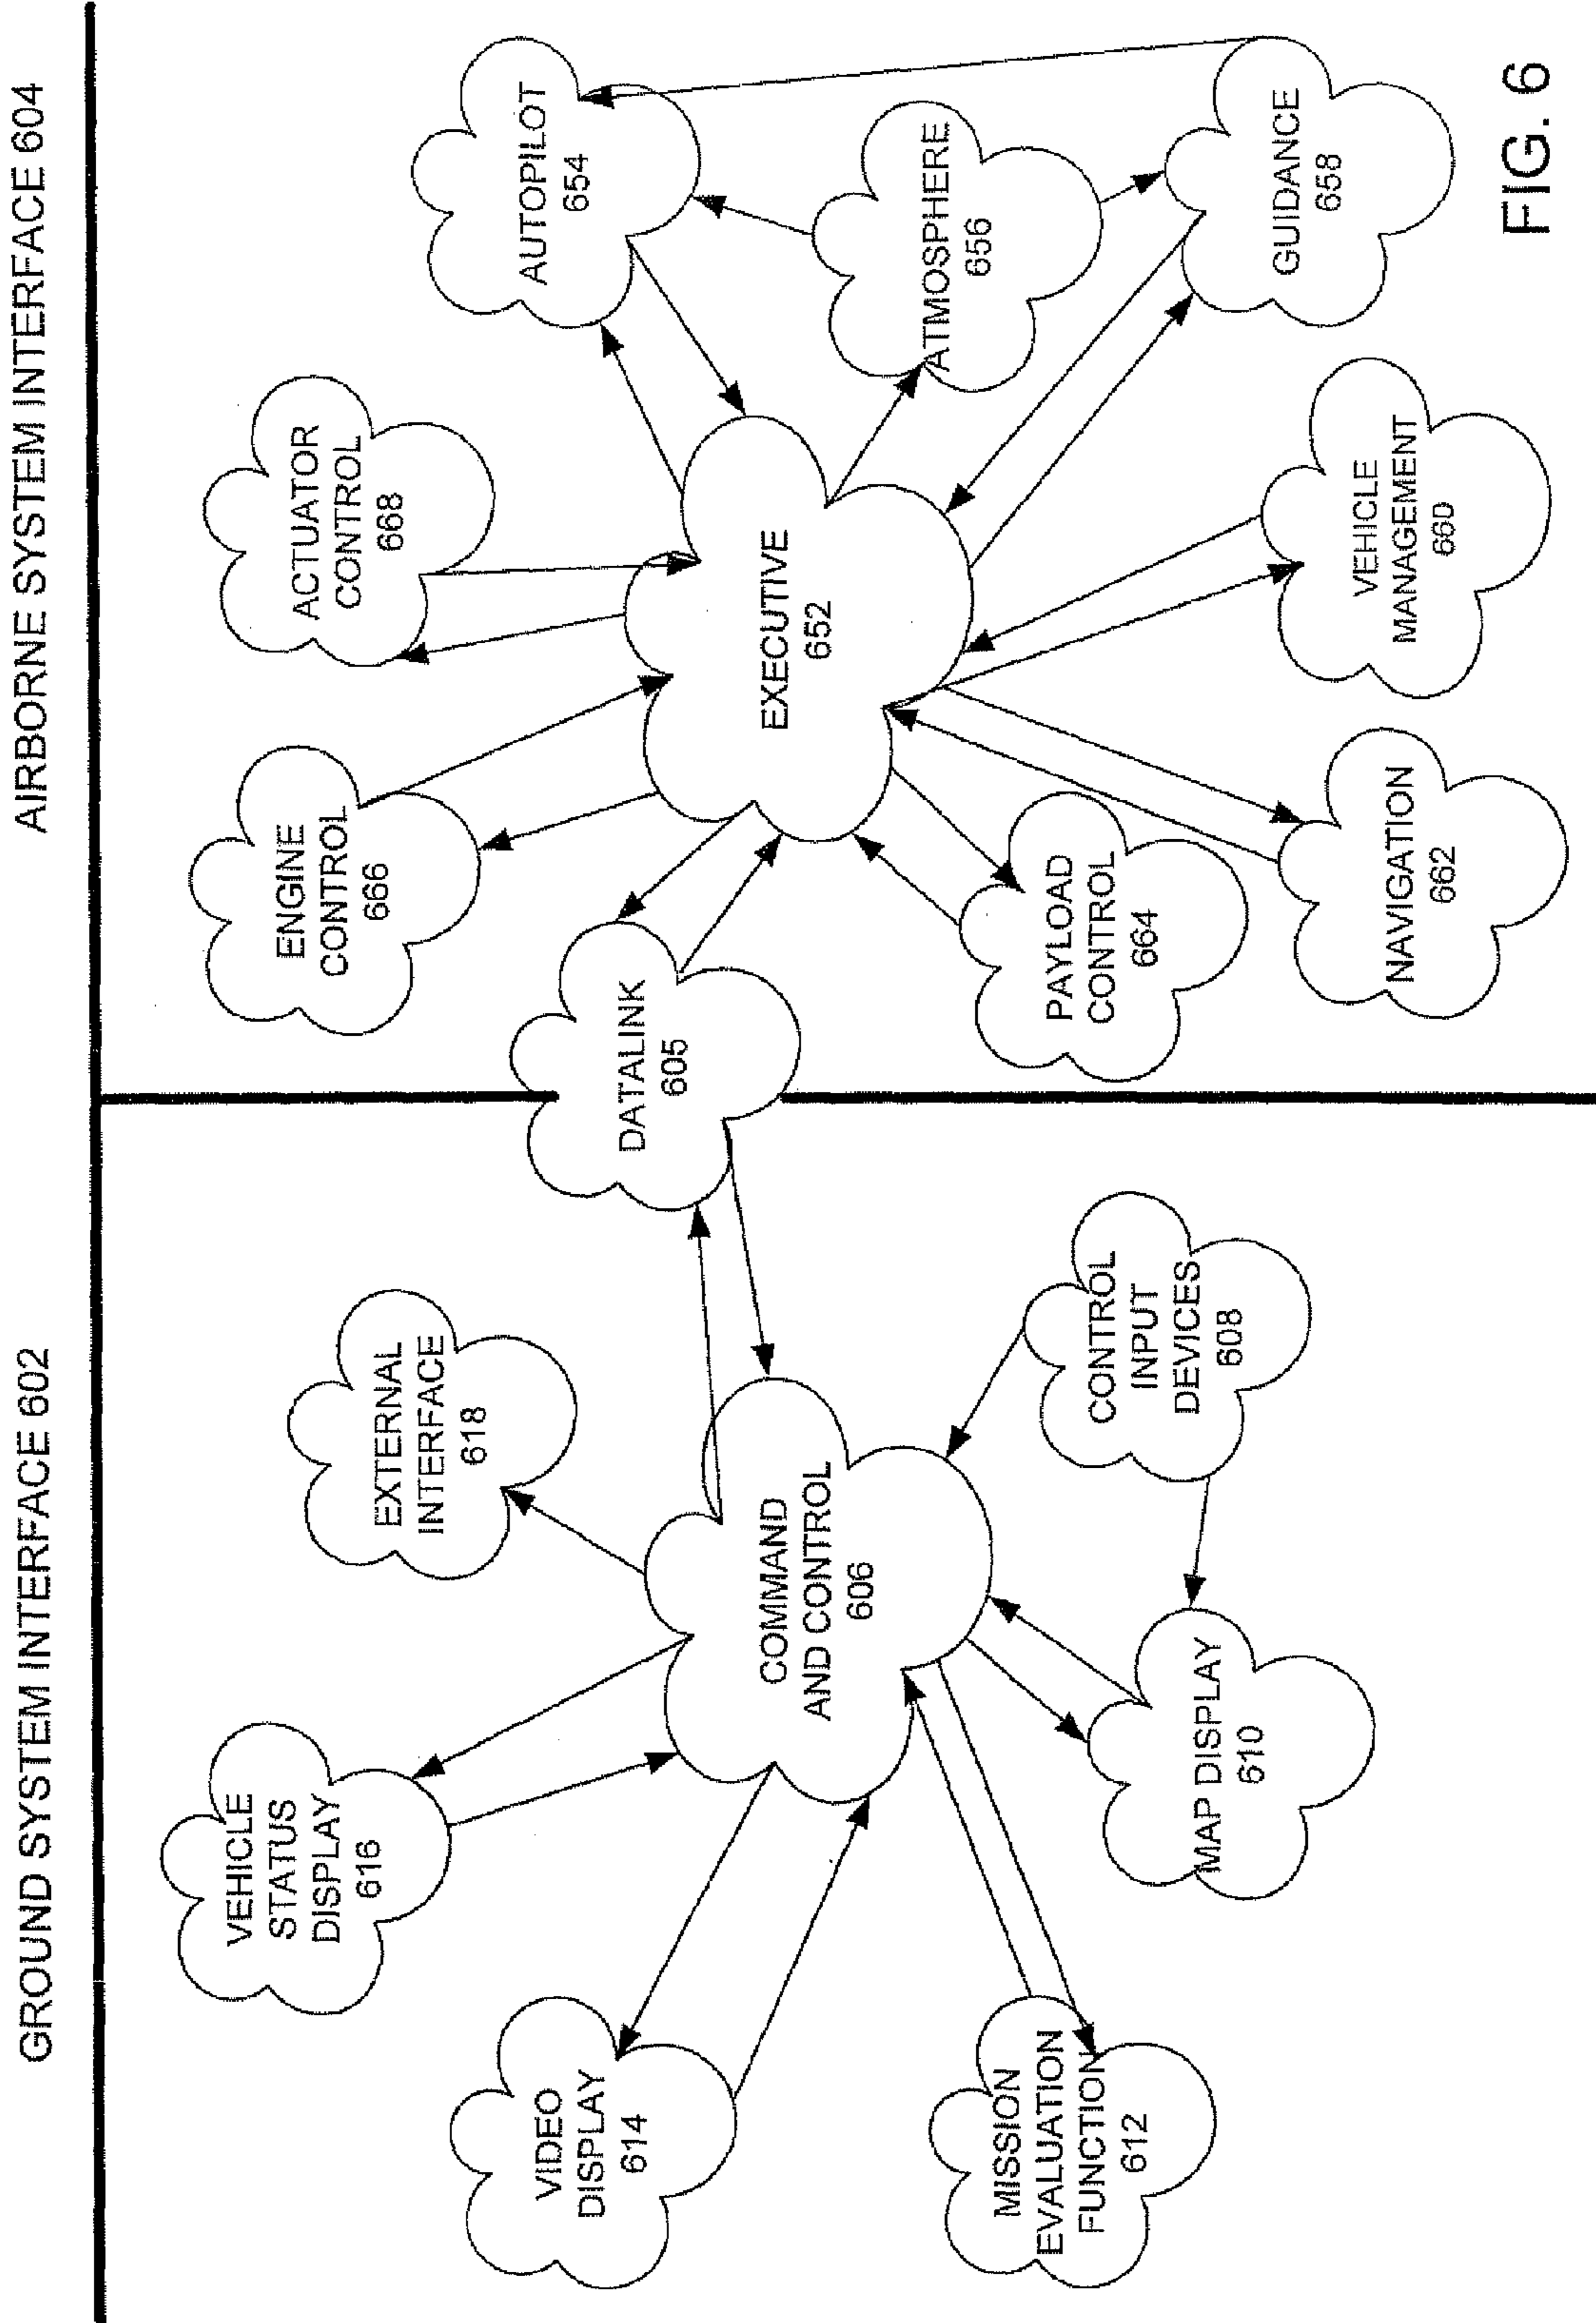 GROUND SYSTEM INTERFACE 602
AIRBORNE SYSTEM INTERFACE 604
VEHICLE
STATUS
DISPLAY
616
EXTERNAL
INTERFACE
618
VIDEO
DISPLAY
614
COMMAND
AND CONTROL
606
MISSION
EVALUATION
FUNCTION
612
MAP DISPLAY
610
CONTROL
INPUT
DEVICES
608
DATALINK
605
ENGINE
CONTROL
666
ACTUATOR
CONTROL
668
AUTOPILOT
654
EXECUTIVE
652
ATMOSPHERE
656
PAYLOAD
CONTROL
664
NAVIGATION
662
VEHICLE
MANAGEMENT
660
GUIDANCE
658
FIG. 6